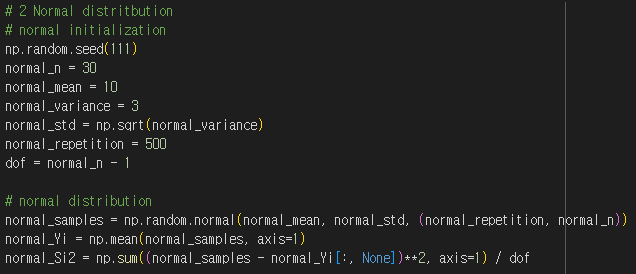 # 2 Normal distritbution
# normal initialization
np.random.seed(111)
normal_n = 30
normal_mean = 10
normal_variance = 3
normal_std = np.sqrt(normal_variance)
normal_repetition = 500
dof = normal_n - 1
# normal distribution
normal_samples = np.random.normal(normal_mean, normal_std, (normal_repetition, normal_n))
normal_Yi = np.mean(normal_samples, axis=1)
normal_Si2 = np.sum((normal_samples - normal_Yi[:, None])**2, axis=1) / dof